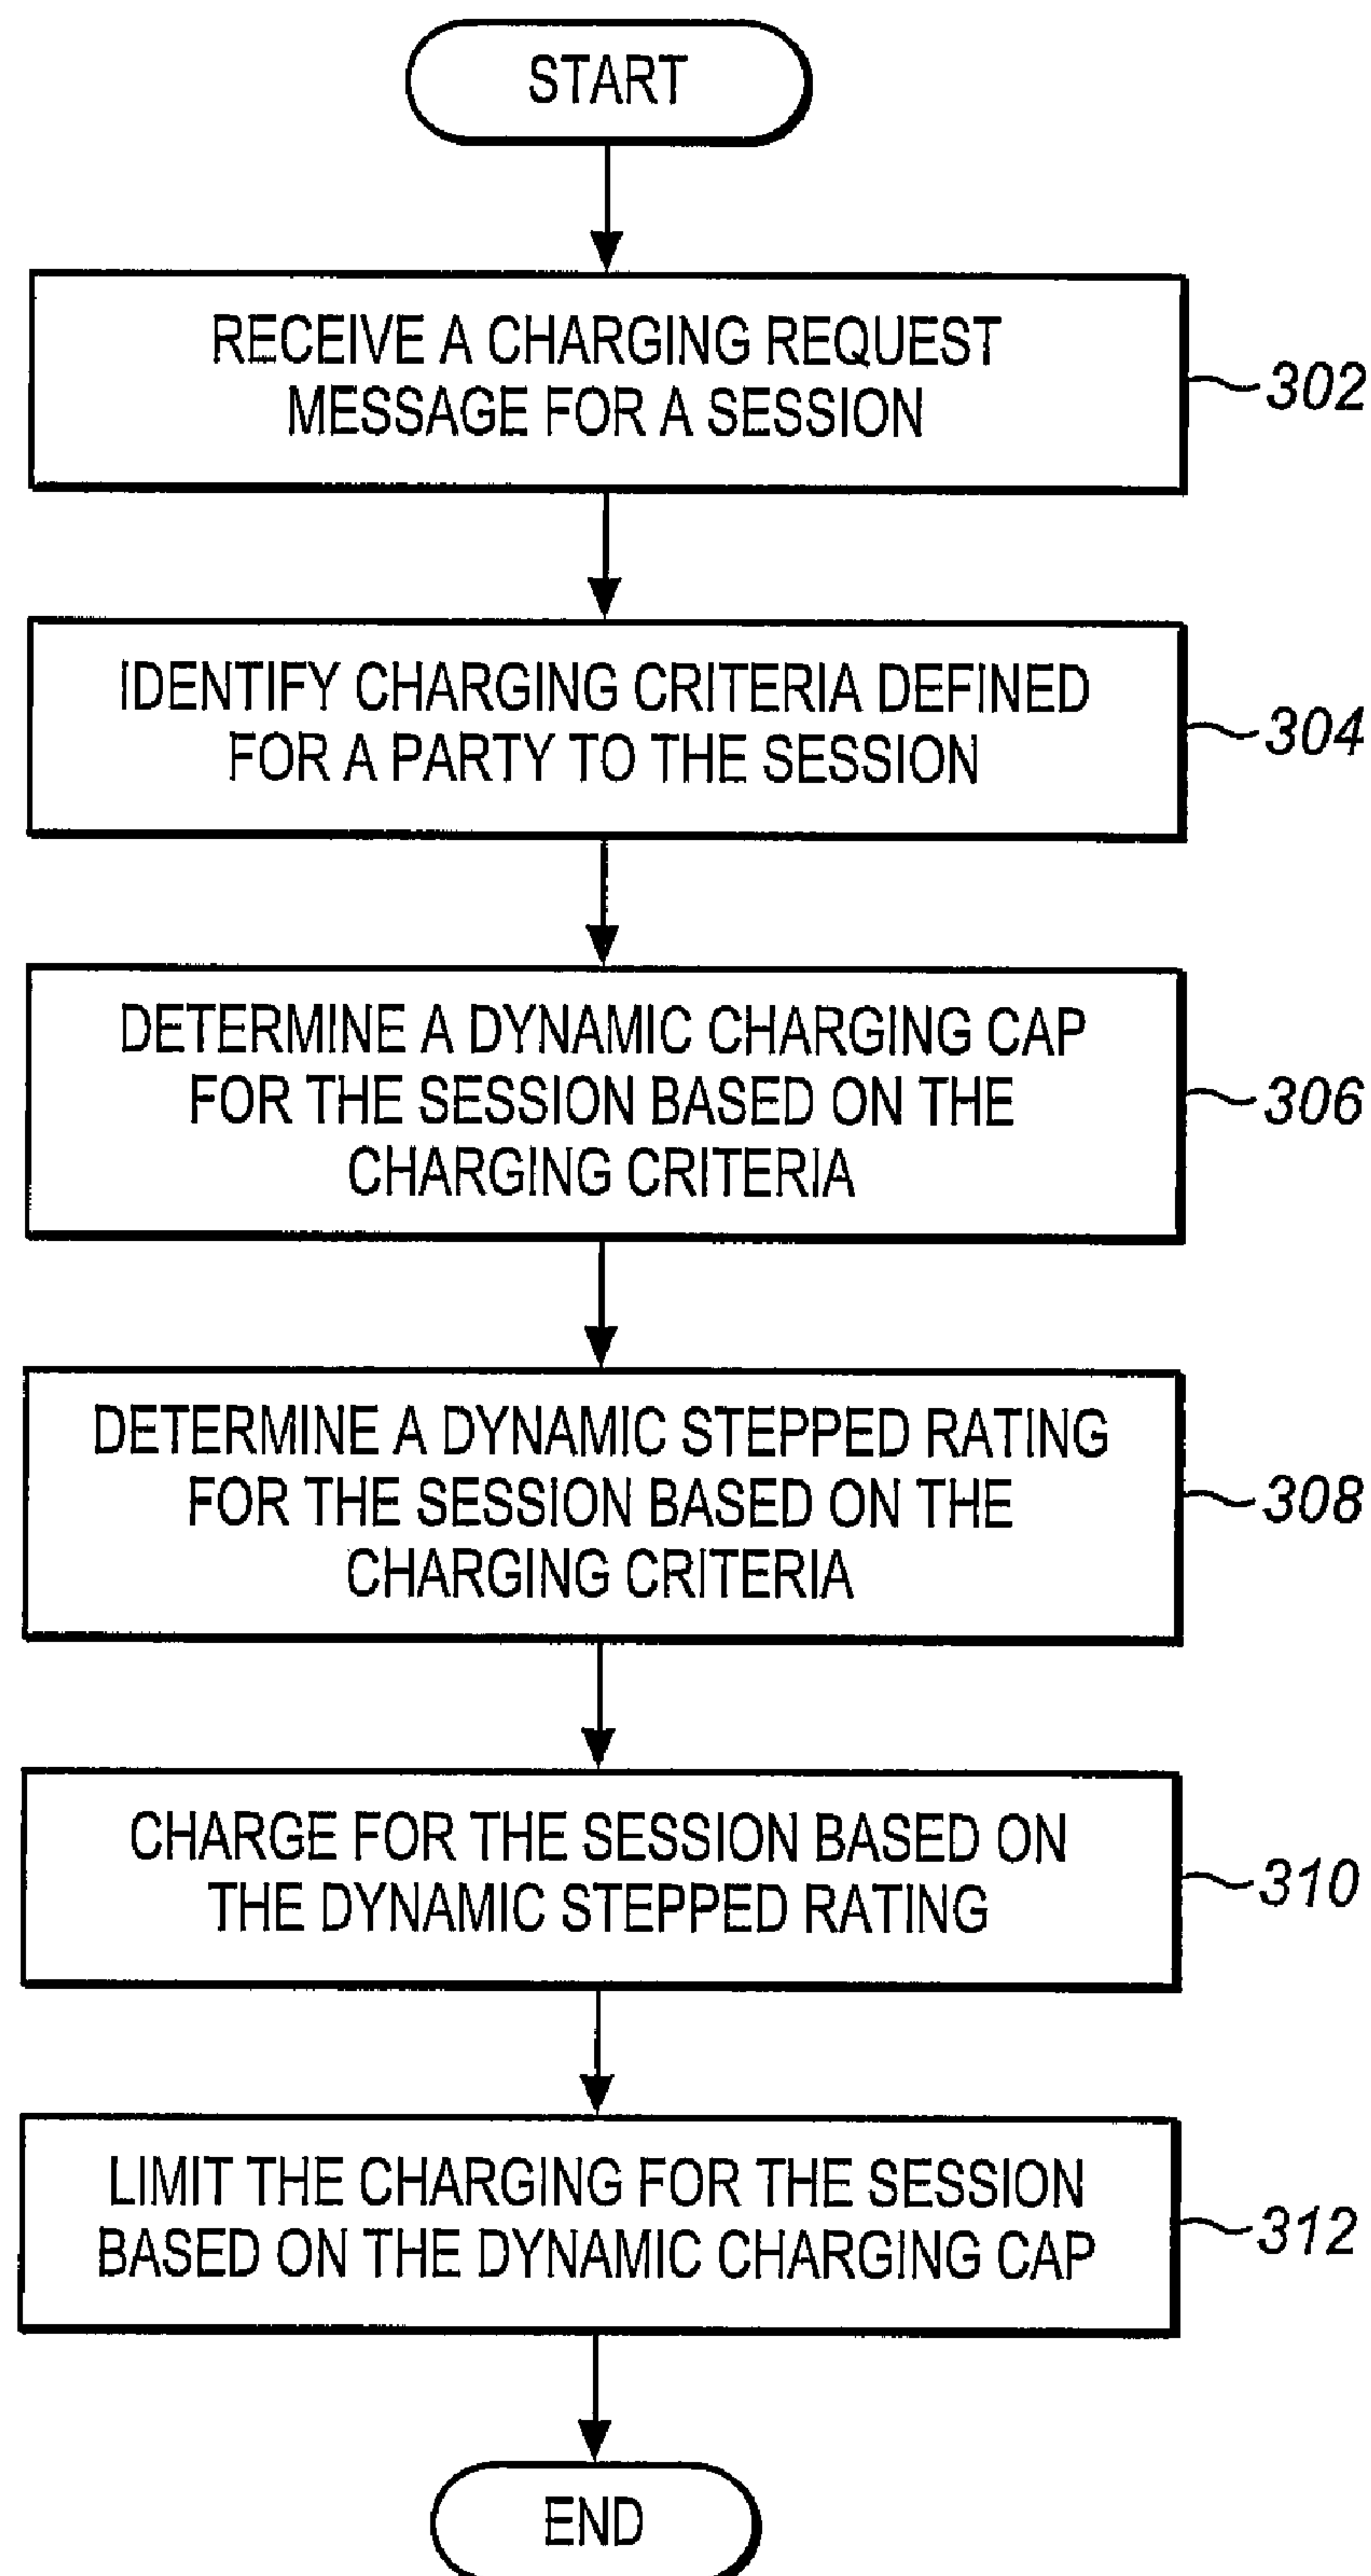 START
RECEIVE A CHARGING REQUEST
MESSAGE FOR A SESSION
302
IDENTIFY CHARGING CRITERIA DEFINED
FOR A PARTY TO THE SESSION
304
DETERMINE A DYNAMIC CHARGING CAP
FOR THE SESSION BASED ON THE
CHARGING CRITERIA
306
DETERMINE A DYNAMIC STEPPED RATING
FOR THE SESSION BASED ON THE
CHARGING CRITERIA
308
CHARGE FOR THE SESSION BASED ON
THE DYNAMIC STEPPED RATING
310
LIMIT THE CHARGING FOR THE SESSION
BASED ON THE DYNAMIC CHARGING CAP
312
END